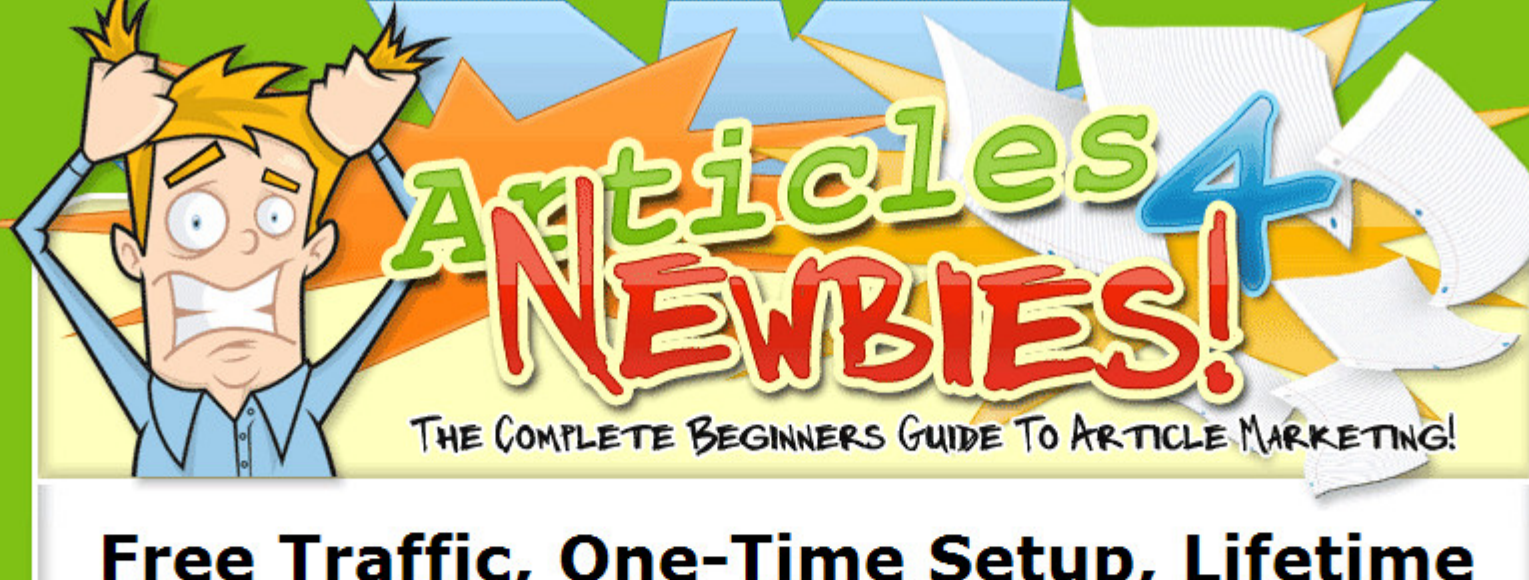 Articles 4
Newbies!
The Complete Beginners Guide To Article Marketing!
Free Traffic, One-Time Setup, Lifetime